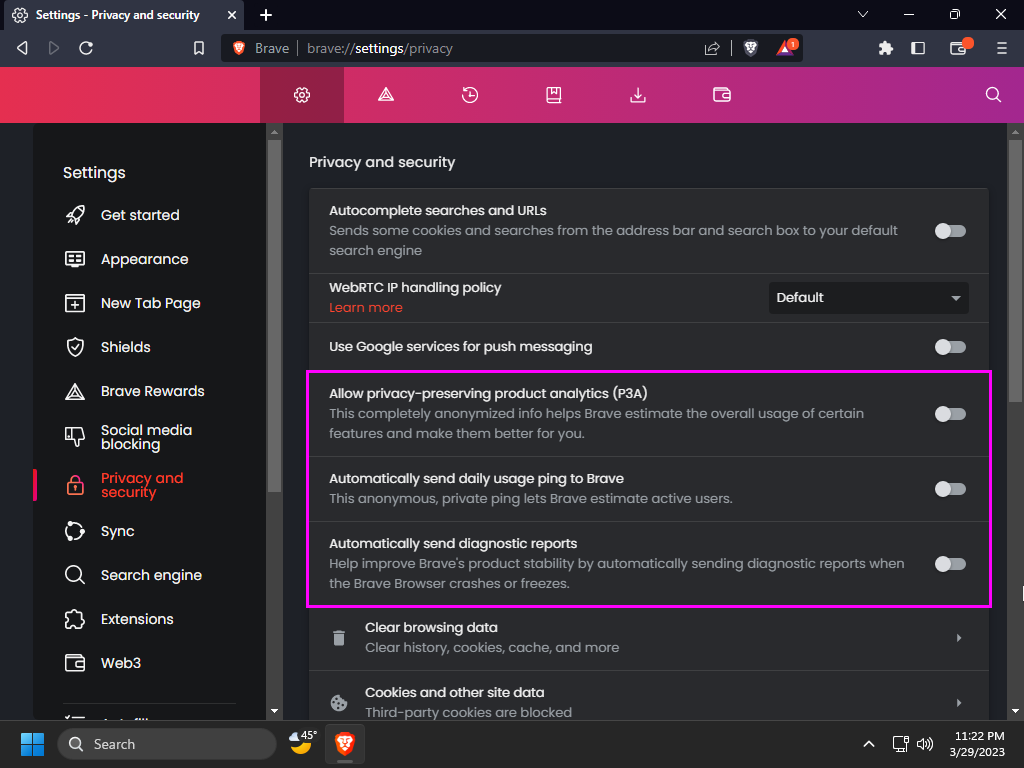 Settings - Privacy and security
Brave
brave://settings/privacy
1
Settings
Get started
Appearance
New Tab Page
Shields
Brave Rewards
Social media
blocking
Privacy and
security
Sync
Search engine
Extensions
Web3
Privacy and security
Autocomplete searches and URLs
Sends some cookies and searches from the address bar and search box to your default
search engine
WebRTC IP handling policy
Learn more
Default
Use Google services for push messaging
Allow privacy-preserving product analytics (P3A)
This completely anonymized info helps Brave estimate the overall usage of certain
features and make them better for you.
Automatically send daily usage ping to Brave
This anonymous, private ping lets Brave estimate active users.
Automatically send diagnostic reports
Help improve Brave's product stability by automatically sending diagnostic reports when
the Brave Browser crashes or freezes.
Clear browsing data
Clear history, cookies, cache, and more
Cookies and other site data
Third-party cookies are blocked
Search
45°
11:22 PM
3/29/2023